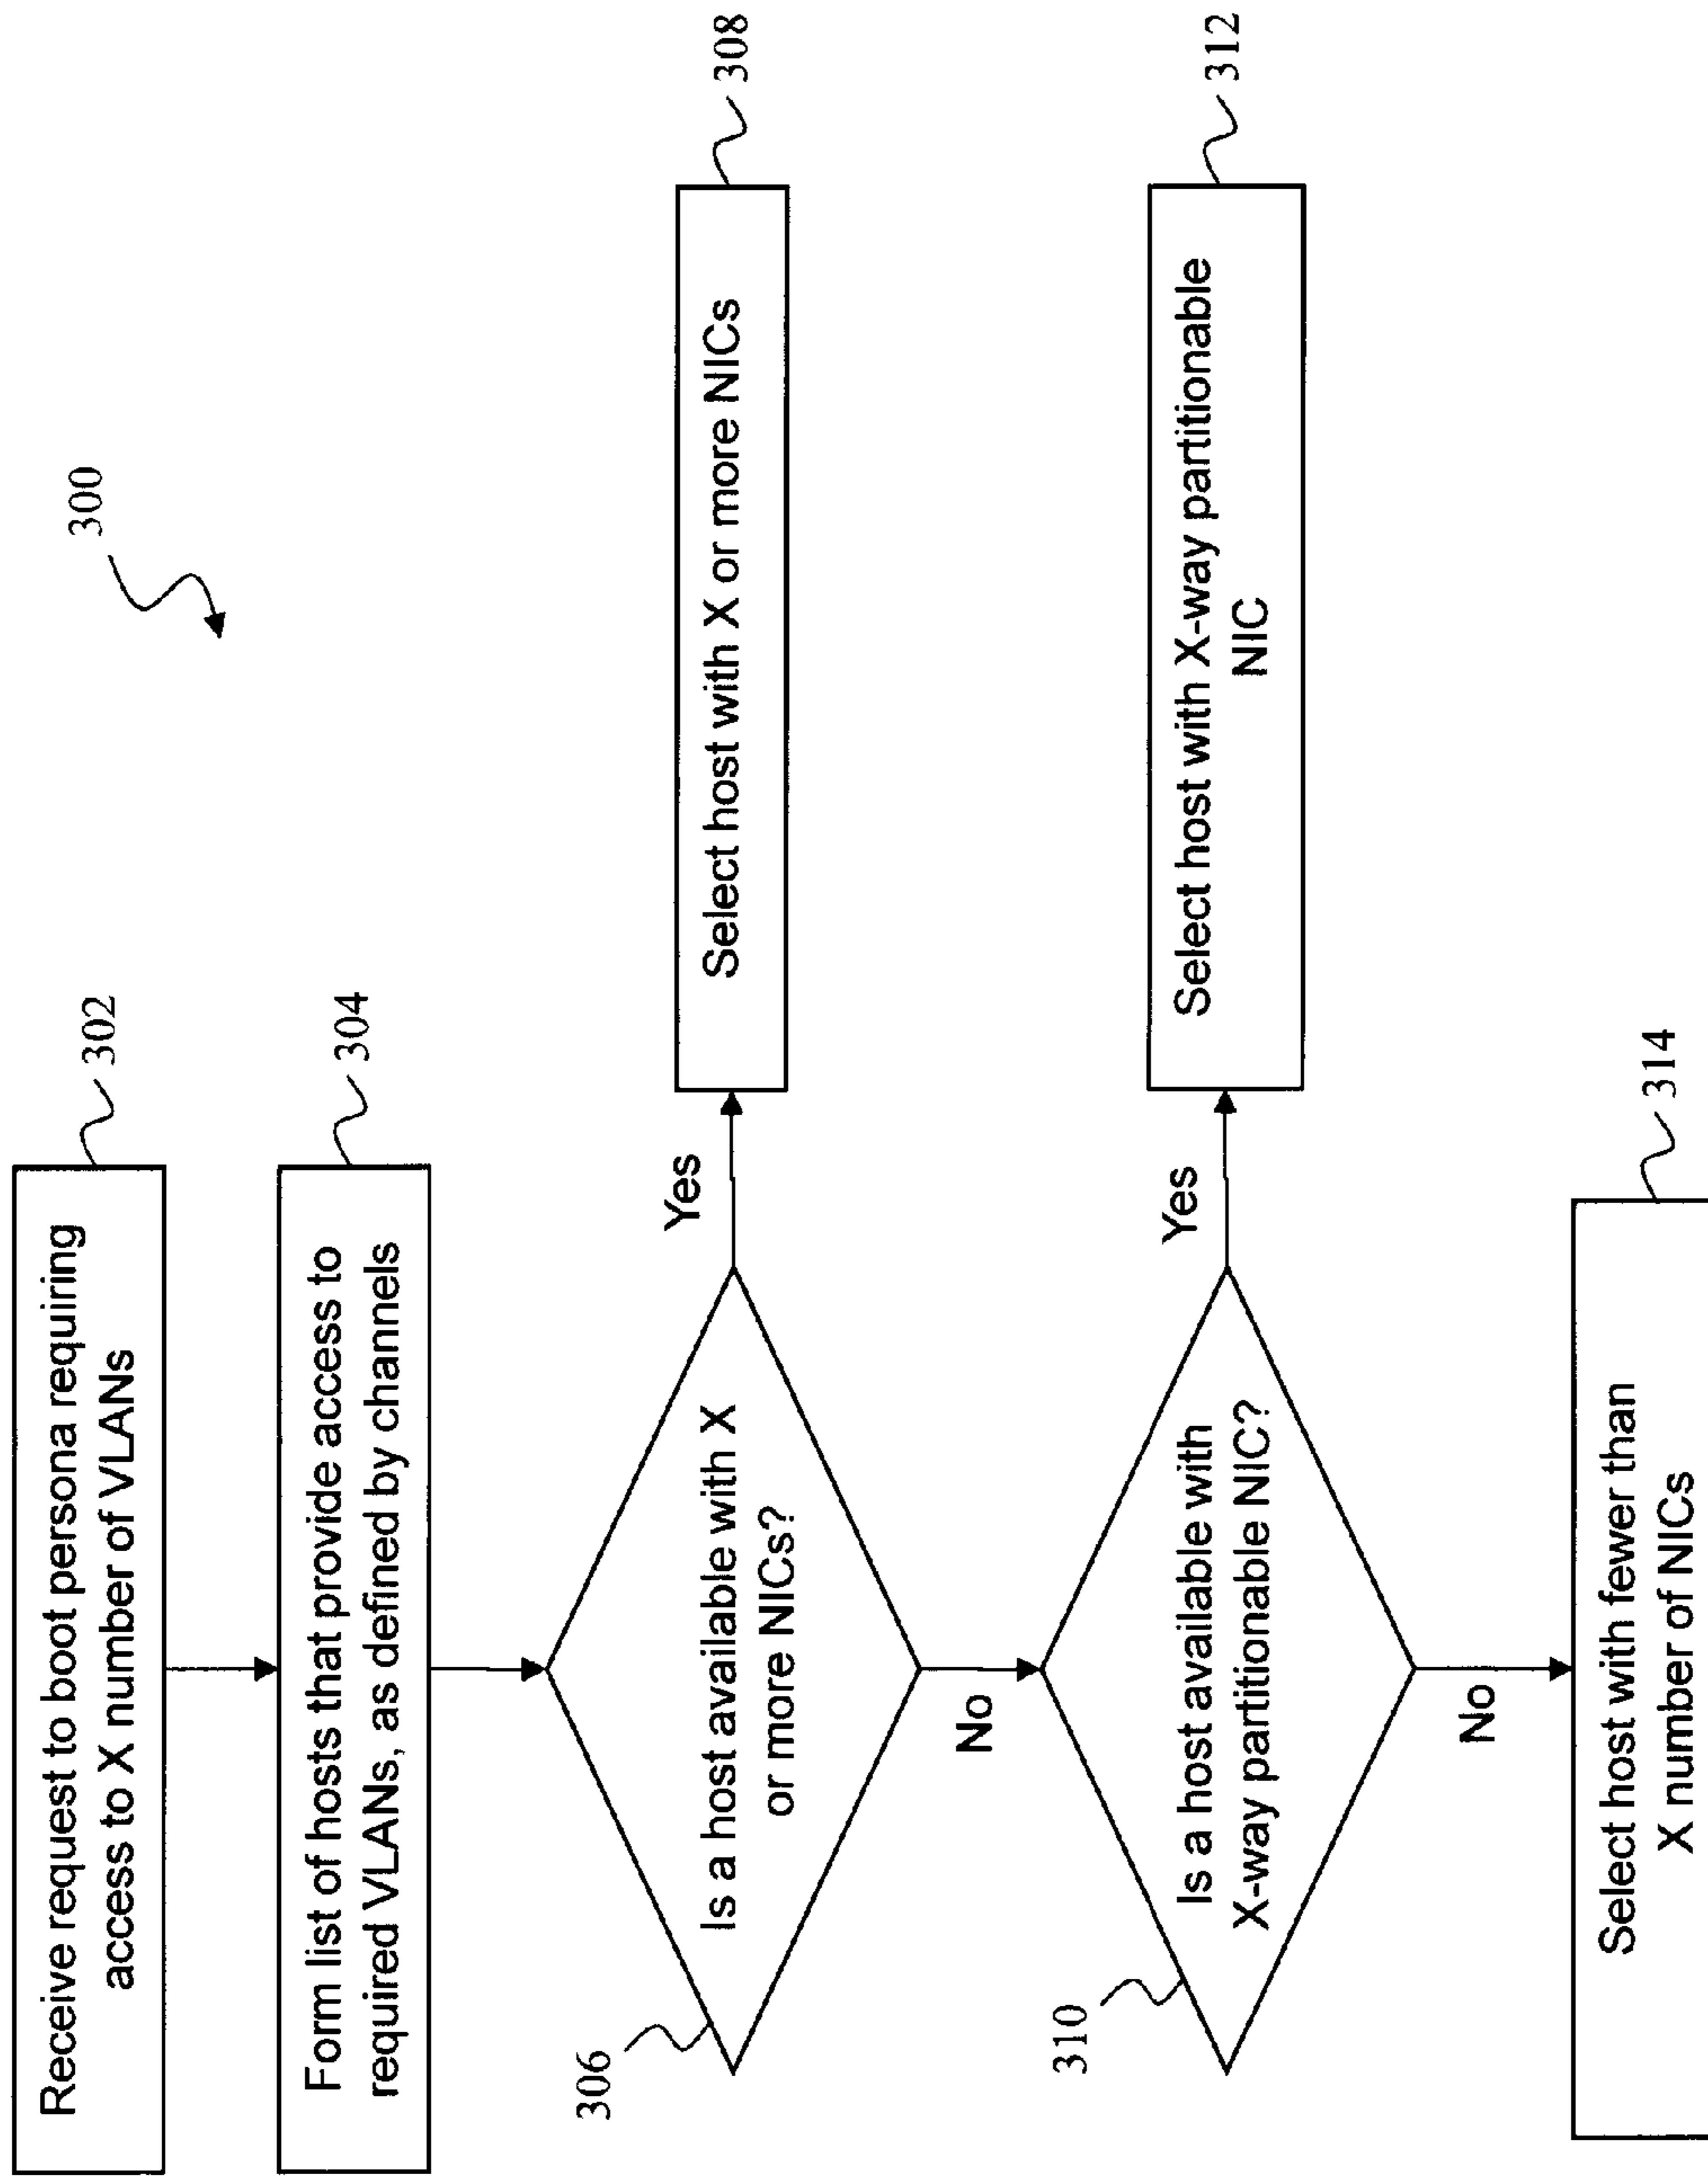 300
Receive request to boot persona requiring
access to X number of VLANs
302
Form list of hosts that provide access to
required VLANs, as defined by channels
304
306
Is a host available with X
or more NICs?
Yes
Select host with X or more NICs
308
No
310
Is a host available with
X-way partitionable NIC?
Yes
Select host with X-way partitionable
NIC
312
No
Select host with fewer than
X number of NICs
314